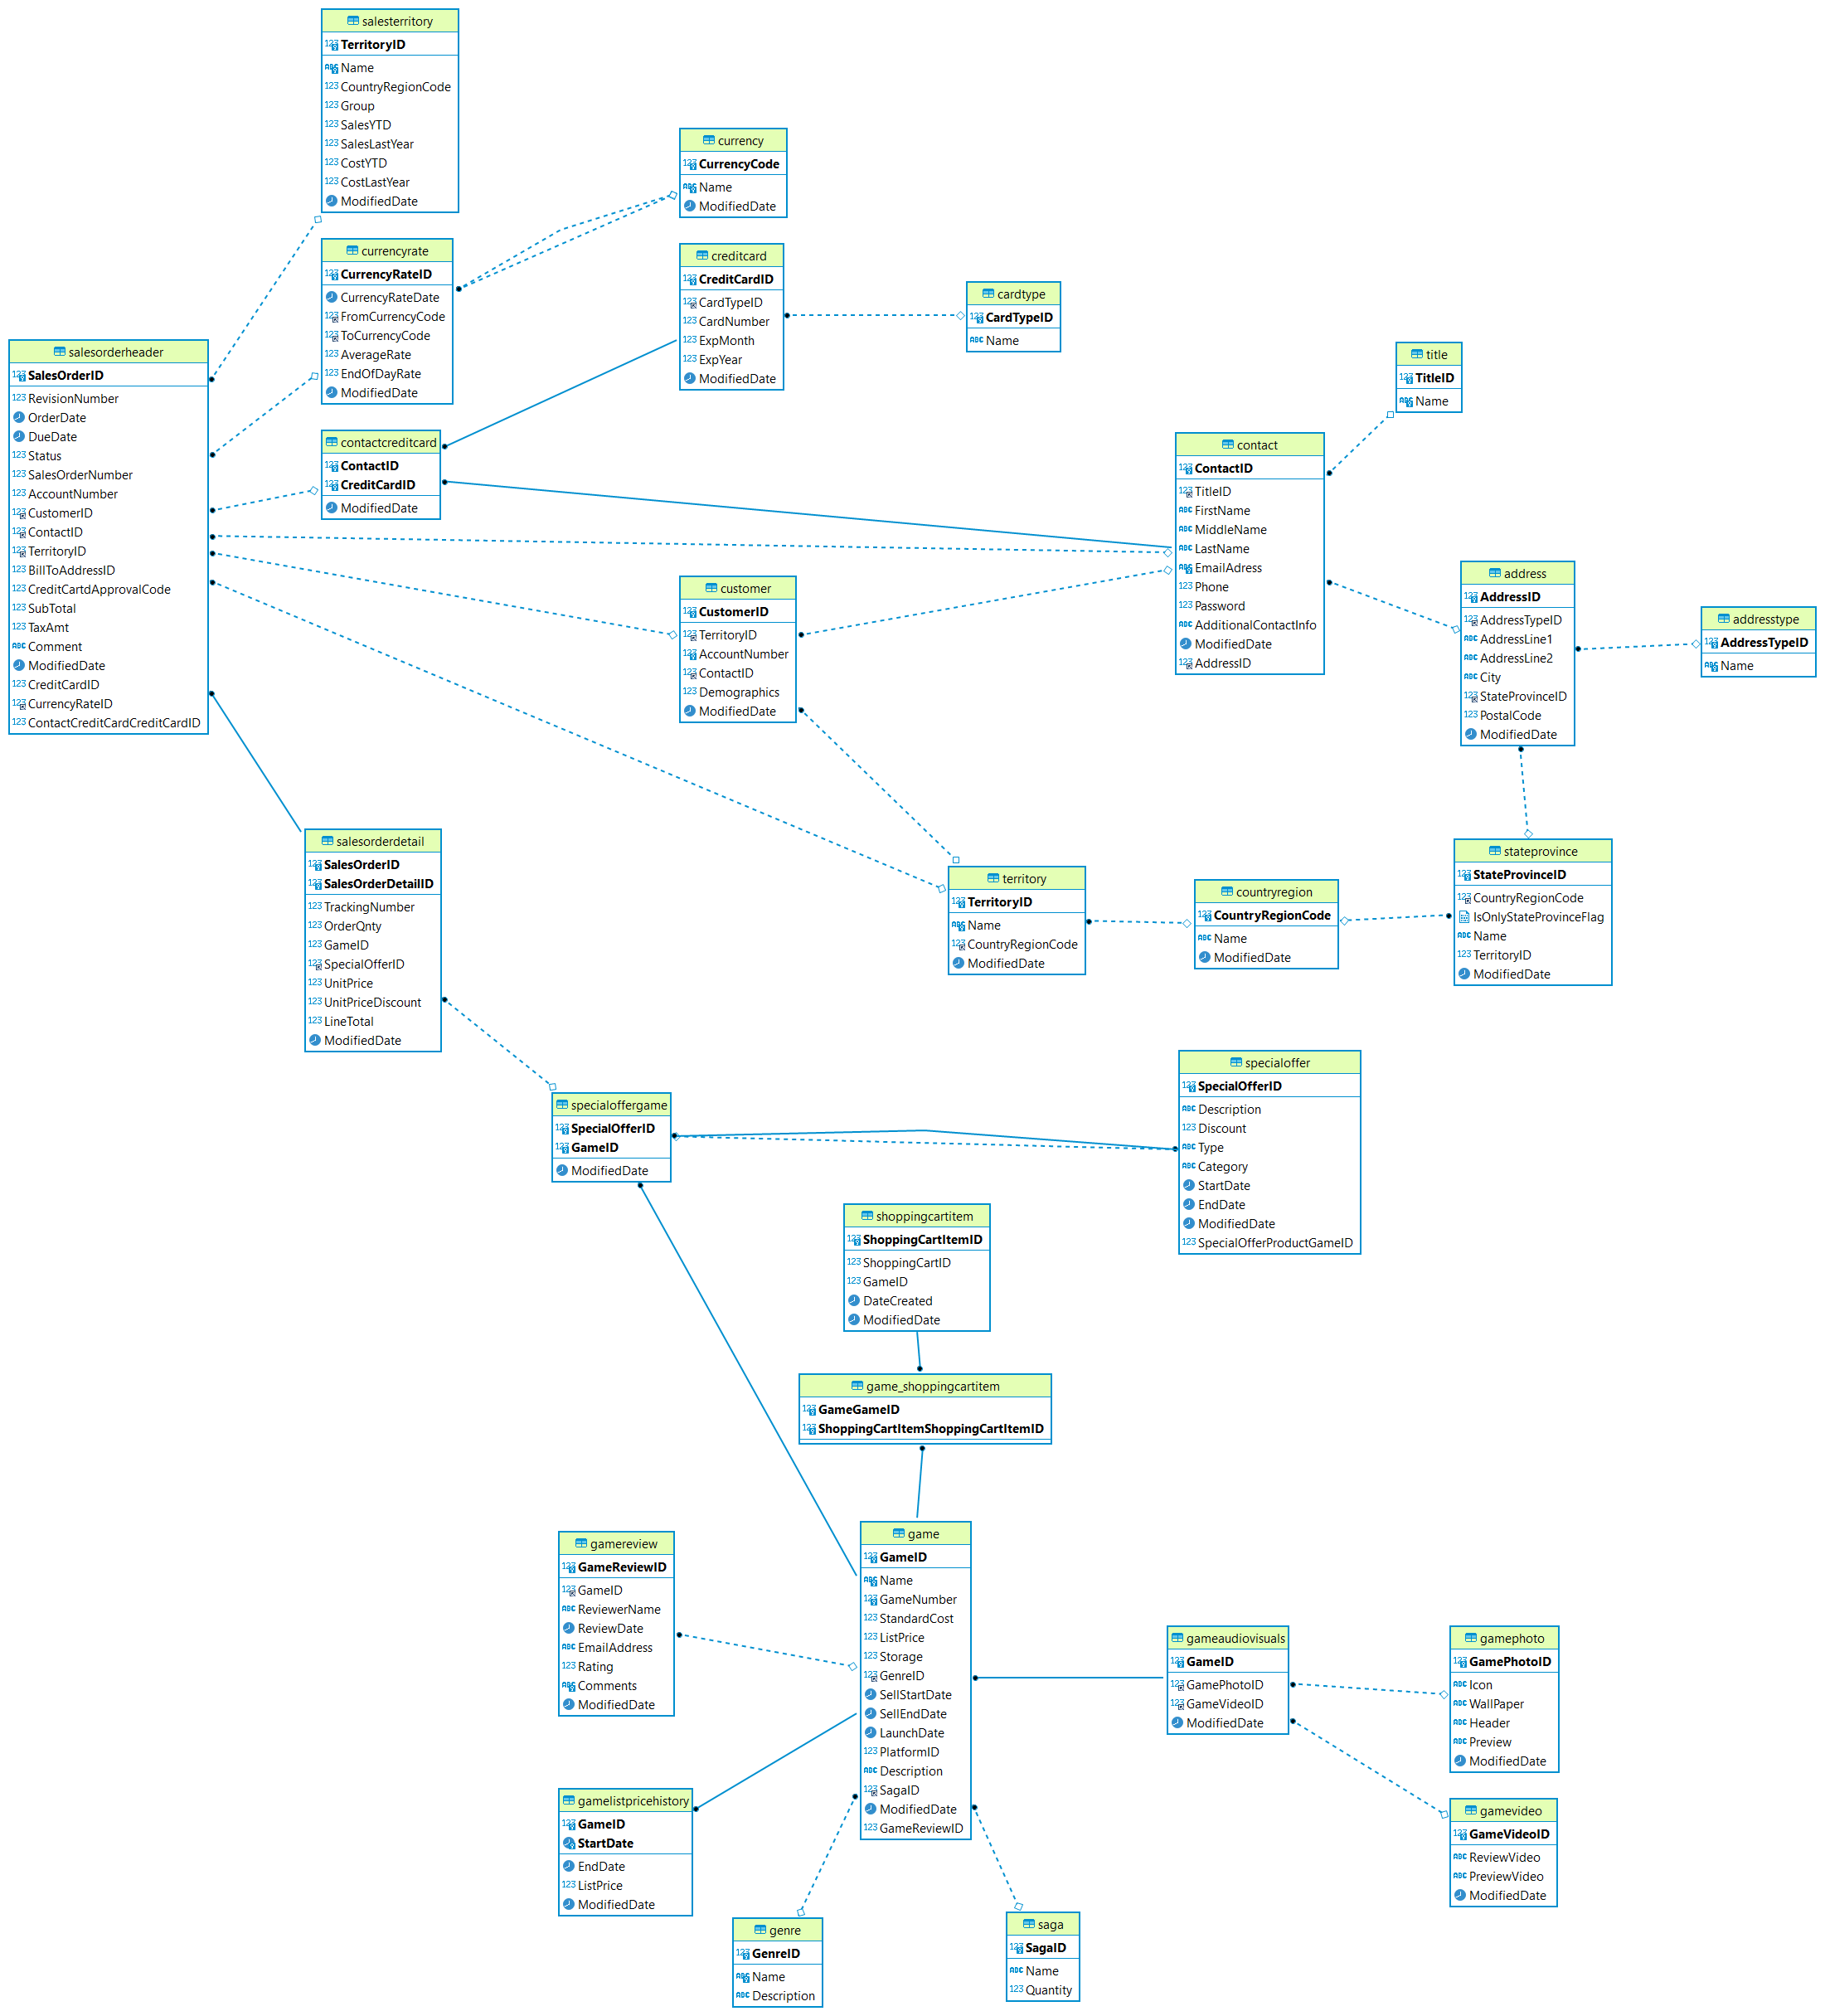 salesterritory
TerritoryID
Name
CountryRegionCode
Group
SalesYTD
SalesLastYear
CostYTD
CostLastYear
ModifiedDate
currency
CurrencyCode
Name
ModifiedDate
currencyrate
CurrencyRateID
CurrencyRateDate
FromCurrencyCode
ToCurrencyCode
AverageRate
EndOfDayRate
ModifiedDate
creditcard
CreditCardID
CardTypeID
CardNumber
ExpMonth
ExpYear
ModifiedDate
cardtype
CardTypeID
Name
salesorderheader
SalesOrderID
RevisionNumber
OrderDate
DueDate
Status
SalesOrderNumber
AccountNumber
CustomerID
ContactID
TerritoryID
BillToAddressID
CreditCartdApprovalCode
SubTotal
TaxAmt
Comment
ModifiedDate
CreditCardID
CurrencyRateID
ContactCreditCardCreditCardID
title
TitleID
Name
contactcreditcard
ContactID
CreditCardID
ModifiedDate
contact
ContactID
TitleID
FirstName
MiddleName
LastName
EmailAdress
Phone
Password
AdditionalContactInfo
ModifiedDate
AddressID
customer
CustomerID
TerritoryID
AccountNumber
ContactID
Demographics
ModifiedDate
address
AddressID
AddressTypeID
AddressLine1
AddressLine2
City
StateProvinceID
PostalCode
ModifiedDate
addresstype
AddressTypeID
Name
salesorderdetail
SalesOrderID
SalesOrderDetailID
TrackingNumber
OrderQnty
GameID
SpecialOfferID
UnitPrice
UnitPriceDiscount
LineTotal
ModifiedDate
territory
TerritoryID
Name
CountryRegionCode
ModifiedDate
countryregion
CountryRegionCode
Name
ModifiedDate
stateprovince
StateProvinceID
CountryRegionCode
IsOnlyStateProvinceFlag
Name
TerritoryID
ModifiedDate
specialoffergame
SpecialOfferID
GameID
ModifiedDate
specialoffer
SpecialOfferID
Description
Discount
Type
Category
StartDate
EndDate
ModifiedDate
SpecialOfferProductGameID
shoppingcartitem
ShoppingCartItemID
ShoppingCartID
GameID
DateCreated
ModifiedDate
game_shoppingcartitem
GameGameID
ShoppingCartItemShoppingCartItemID
gamereview
GameReviewID
GameID
ReviewerName
ReviewDate
EmailAddress
Rating
Comments
ModifiedDate
game
GameID
Name
GameNumber
StandardCost
ListPrice
Storage
GenreID
SellStartDate
SellEndDate
LaunchDate
PlatformID
Description
SagaID
ModifiedDate
GameReviewID
gameaudiovisuals
GameID
GamePhotoID
GameVideoID
ModifiedDate
gamephoto
GamePhotoID
Icon
WallPaper
Header
Preview
ModifiedDate
gamelistpricehistory
GameID
StartDate
EndDate
ListPrice
ModifiedDate
gamevideo
GameVideoID
ReviewVideo
PreviewVideo
ModifiedDate
genre
GenreID
Name
Description
saga
SagaID
Name
Quantity